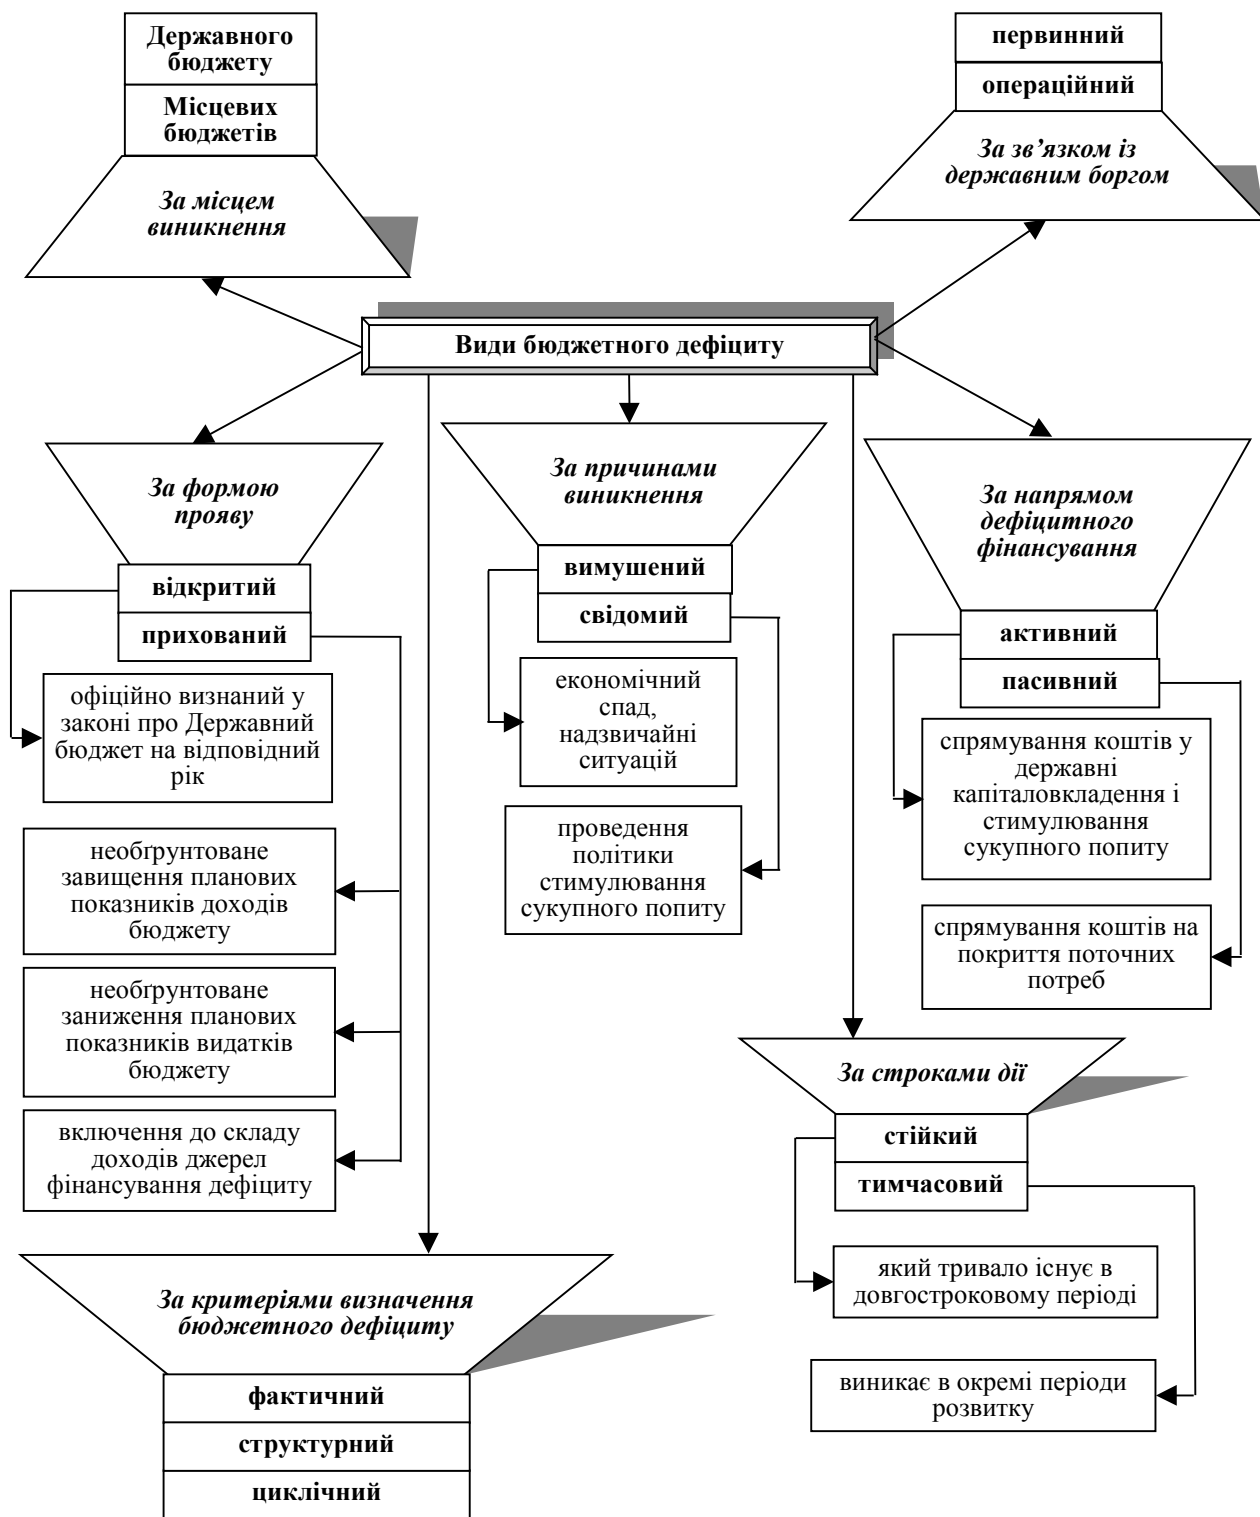 Державного
бюджету
Місцевих
бюджетів
За місцем
виникнення
первинний
операційний
За зв’язком із
державним боргом
Види бюджетного дефіциту
За формою
прояву
відкритий
прихований
офіційно визнаний у
законі про Державний
бюджет на відповідний
рік
необґрунтоване
завищення планових
показників доходів
бюджету
необґрунтоване
заниження планових
показників видатків
бюджету
включення до складу
доходів джерел
фінансування дефіциту
За причинами
виникнення
вимушений
свідомий
економічний
спад,
надзвичайні
ситуацій
проведення
політики
стимулювання
сукупного попиту
За напрямом
дефіцитного
фінансування
активний
пасивний
спрямування коштів у
державні
капіталовкладення і
стимулювання
сукупного попиту
спрямування коштів на
покриття поточних
потреб
За строками дії
стійкий
тимчасовий
який тривало існує в
довгостроковому періоді
виникає в окремі періоди
розвитку
За критеріями визначення
бюджетного дефіциту
фактичний
структурний
циклічний